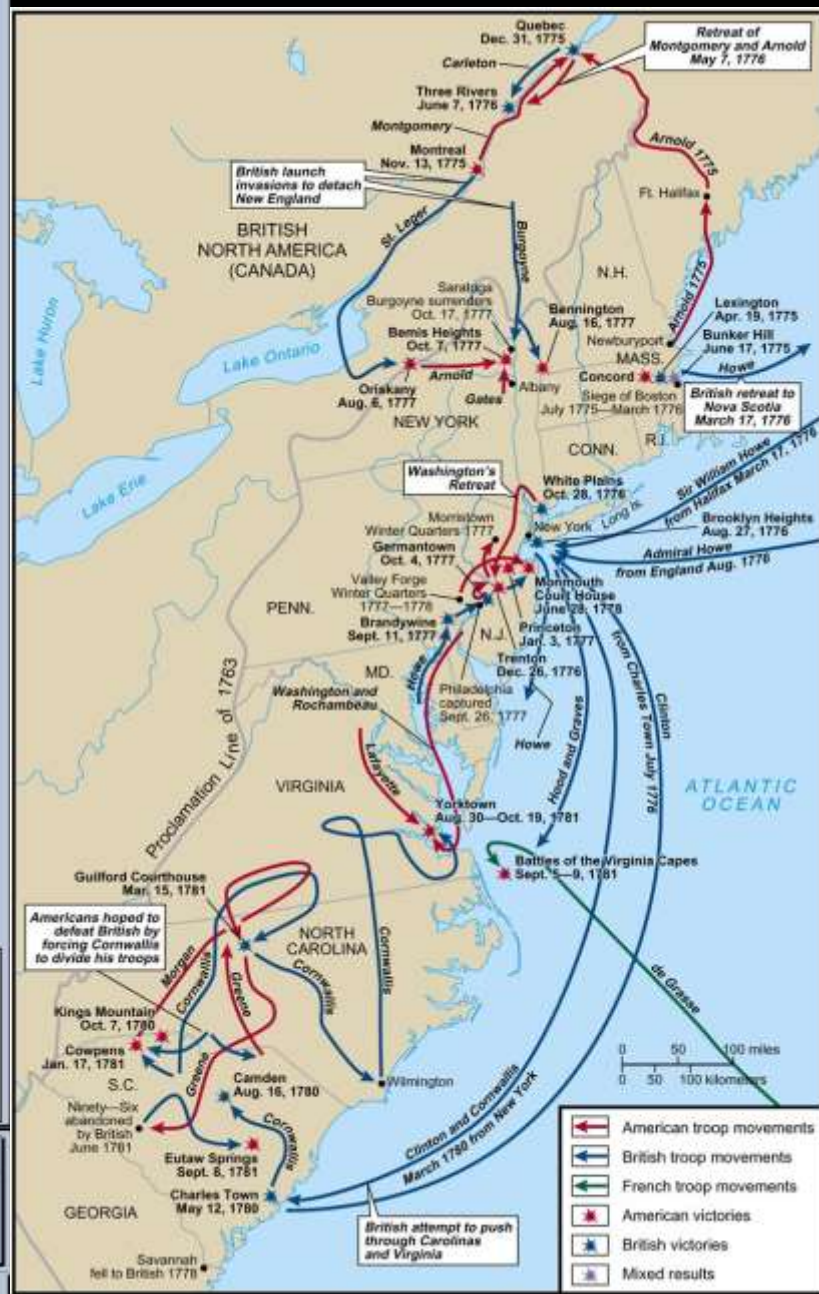 Quebec
Dec. 31, 1775
Retreat of
Montgomery and Arnold
May 7, 1776
Carleton
Three Rivers
June 7, 1776
Montgomery
Montreal
Nov. 13, 1775
Arnold 1775
British launch
invasions to detach
New England
Ft. Halifax
St. Leger
Burgoyne
BRITISH
NORTH AMERICA
(CANADA)
N.H.
Arnold 1775
Lake Huron
Saratoga
Burgoyne surrenders
Oct. 17, 1777
Bennington
Aug. 16, 1777
Lexington
Apr. 19, 1775
Bemis Heights
Oct. 7, 1777
Newburyport
Bunker Hill
June 17, 1775
Lake Ontario
MASS.
Howe
Concord
Arnold
Oriskany
Aug. 6, 1777
Gates
Albany
Siege of Boston
July 1775—March 1776
British retreat to
Nova Scotia
March 17, 1776
NEW YORK
CONN.
R.I.
Lake Erie
Washington's
Retreat
White Plains
Oct. 28, 1776
Sir William Howe
from Halifax March 17, 1776
Long Is.
Morristown
Winter Quarters 1777
New York
Brooklyn Heights
Aug. 27, 1776
Germantown
Oct. 4, 1777
Admiral Howe
from England Aug. 1776
Valley Forge
Winter Quarters
1777—1778
Monmouth
Court House
June 28, 1778
PENN.
Brandywine
Sept. 11, 1777
N.J.
Princeton
Jan. 3, 1777
Trenton
Dec. 26, 1776
MD.
Howe
Proclamation Line of 1763
Washington and
Rochambeau
Philadelphia
captured
Sept. 26, 1777
Howe
Hood and Graves
Clinton
from Charles Town July 1776
Lafayette
VIRGINIA
ATLANTIC
OCEAN
Yorktown
Aug. 30—Oct. 19, 1781
Battles of the Virginia Capes
Sept. 5—9, 1781
Guilford Courthouse
Mar. 15, 1781
Americans hoped to
defeat British by
forcing Cornwallis
to divide his troops
NORTH
CAROLINA
Morgan
Cornwallis
Greene
Cornwallis
Cornwallis
de Grasse
Kings Mountain
Oct. 7, 1780
Cowpens
Jan. 17, 1781
0 50 100 miles
0 50 100 kilometers
S.C.
Greene
Camden
Aug. 16, 1780
Wilmington
Ninety—Six
abandoned
by British
June 1781
Cornwallis
Eutaw Springs
Sept. 8, 1781
Clinton and Cornwallis
March 1780 from New York
Charles Town
May 12, 1780
GEORGIA
British attempt to push
through Carolinas
and Virginia
Savannah
fell to British 1778
American troop movements
British troop movements
French troop movements
American victories
British victories
Mixed results